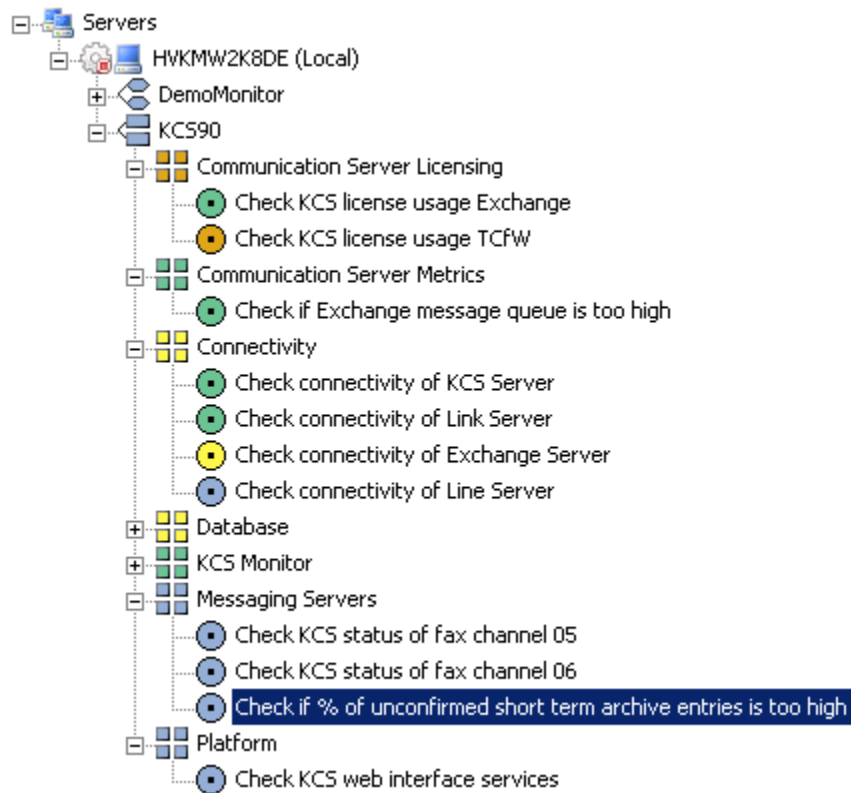 Servers
HVKMW2K8DE (Local)
DemoMonitor
KCS90
Communication Server Licensing
Check KCS license usage Exchange
Check KCS license usage TCfW
Communication Server Metrics
Check if Exchange message queue is too high
Connectivity
Check connectivity of KCS Server
Check connectivity of Link Server
Check connectivity of Exchange Server
Check connectivity of Line Server
Database
KCS Monitor
Messaging Servers
Check KCS status of fax channel 05
Check KCS status of fax channel 06
Check if % of unconfirmed short term archive entries is too high
Platform
Check KCS web interface services